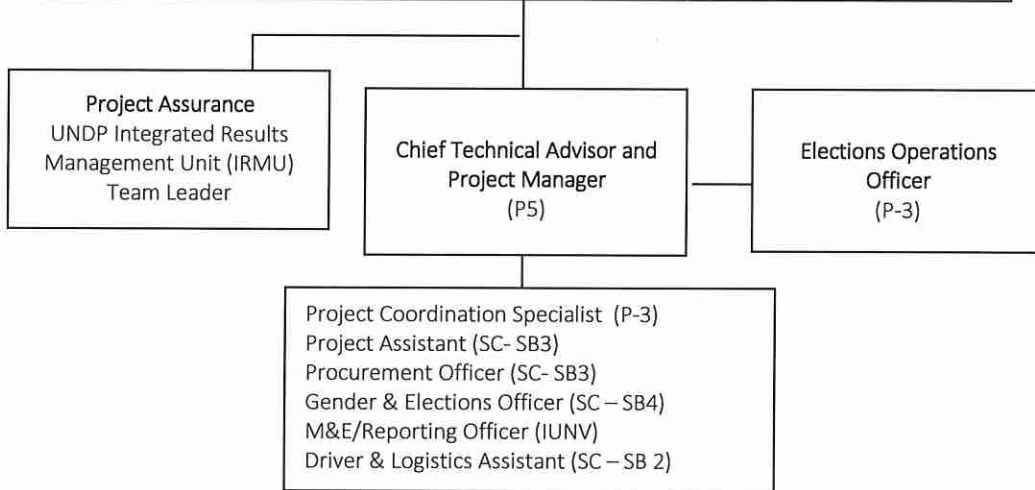 Project Assurance
UNDP Integrated Results
Management Unit (IRMU)
Team Leader
Chief Technical Advisor and
Project Manager
(P5)
Elections Operations
Officer
(P-3)
Project Coordination Specialist (P-3)
Project Assistant (SC- SB3)
Procurement Officer (SC- SB3)
Gender & Elections Officer (SC – SB4)
M&E/Reporting Officer (IUNV)
Driver & Logistics Assistant (SC – SB 2)